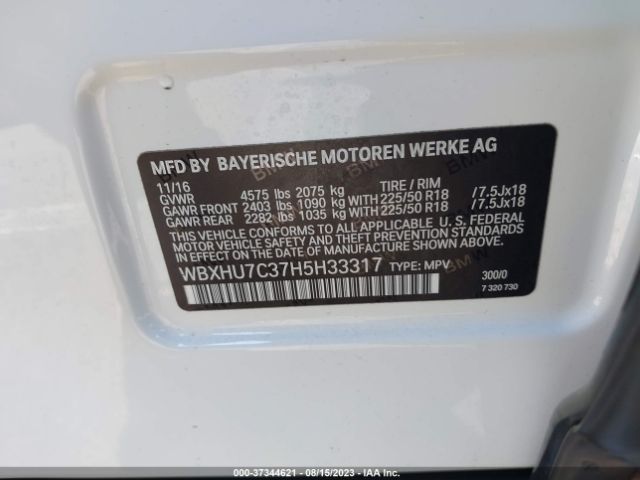 MFD BY BAYERISCHE MOTOREN WERKE AG
11/16
GVWR 4575 lbs 2075 kg TIRE / RIM
GAWR FRONT 2403 lbs 1090 kg WITH 225/50 R18 /7.5Jx18
GAWR REAR 2282 lbs 1035 kg WITH 225/50 R18 /7.5Jx18
THIS VEHICLE CONFORMS TO ALL APPLICABLE U.S. FEDERAL
MOTOR VEHICLE SAFETY, BUMPER, AND THEFT PREVENTION STANDARDS
IN EFFECT ON THE DATE OF MANUFACTURE SHOWN ABOVE.
WBXHU7C37H5H33317 TYPE: MPV
300/0
7 320 730
©IAA-37344621 - 08/15/2023 - IAA Inc.